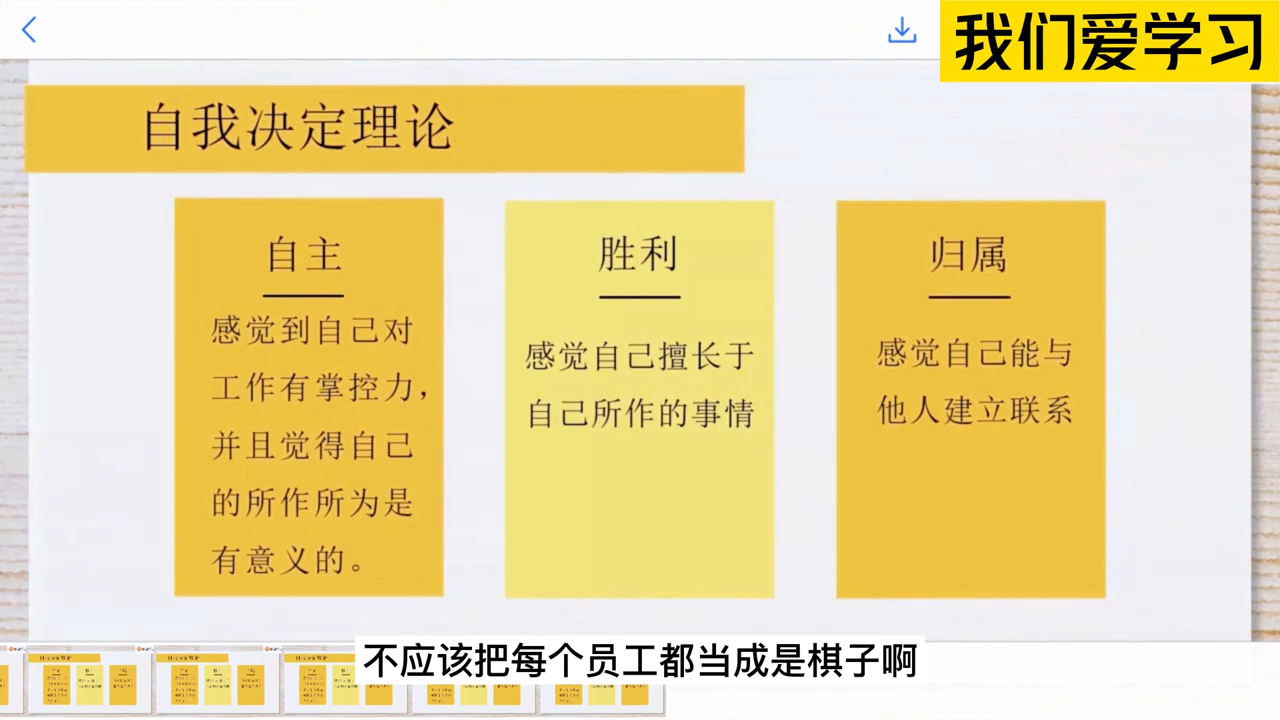 我们爱学习
自我决定理论
自主
感觉到自己对
工作有掌控力，
并且觉得自己
的所作所为是
有意义的。
胜利
感觉自己擅长于
自己所作的事情
归属
感觉自己能与
他人建立联系
不应该把每个员工都当成是棋子啊